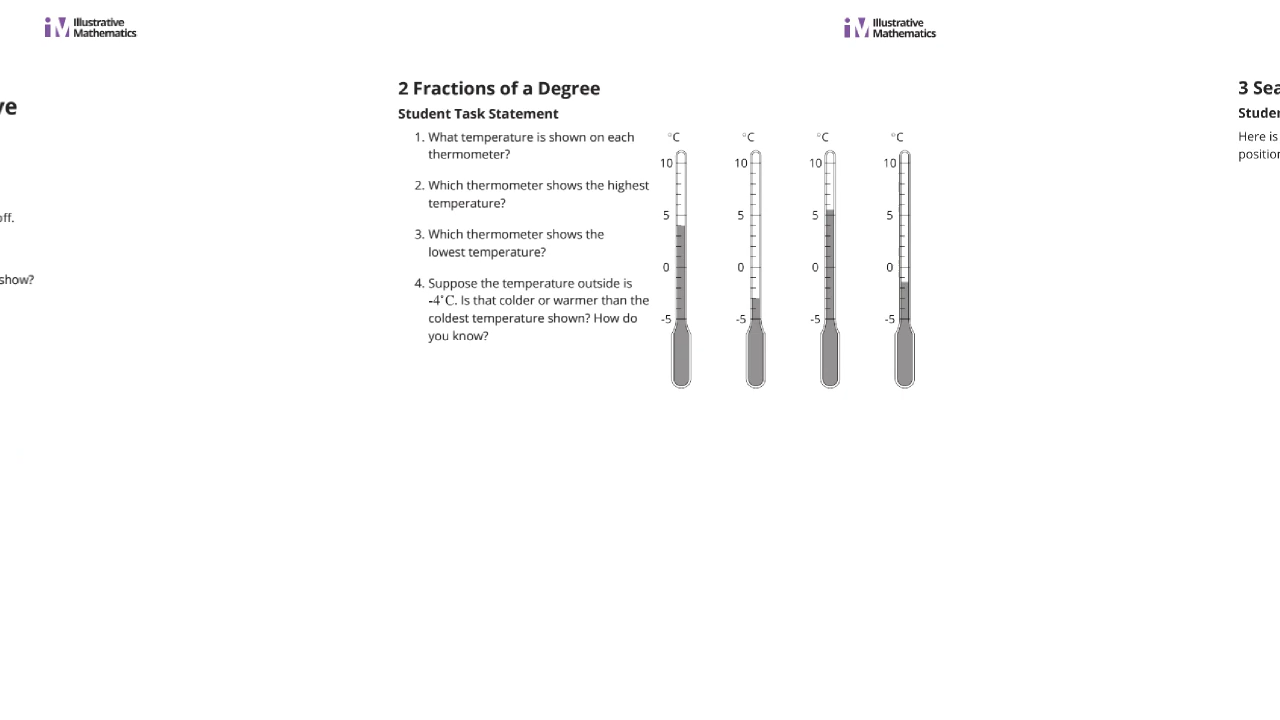 Illustrative
Mathematics
Illustrative
Mathematics
ve
off.
show?
2 Fractions of a Degree
Student Task Statement
1. What temperature is shown on each
thermometer?
2. Which thermometer shows the highest
temperature?
3. Which thermometer shows the
lowest temperature?
4. Suppose the temperature outside is
-4°C. Is that colder or warmer than the
coldest temperature shown? How do
you know?
°C
10
5
0
-5
°C
10
5
0
-5
°C
10
5
0
-5
°C
10
5
0
-5
3 Sea
Studen
Here is
position